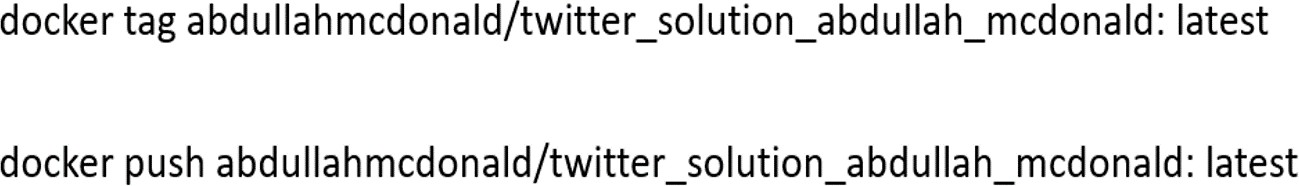 docker tag abdullahmcdonald/twitter_solution_abdullah_mcdonald: latest
docker push abdullahmcdonald/twitter_solution_abdullah_mcdonald: latest